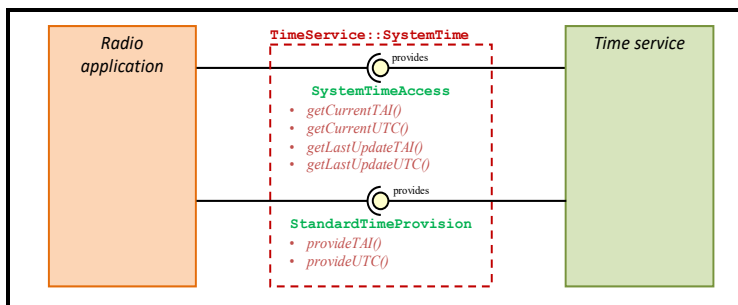 Radio
application
TimeService::SystemTime
Time service
provides
SystemTimeAccess
• getCurrentTAI()
• getCurrentUTC()
• getLastUpdateTAI()
• getLastUpdateUTC()
provides
StandardTimeProvision
• provideTAI()
• provideUTC()